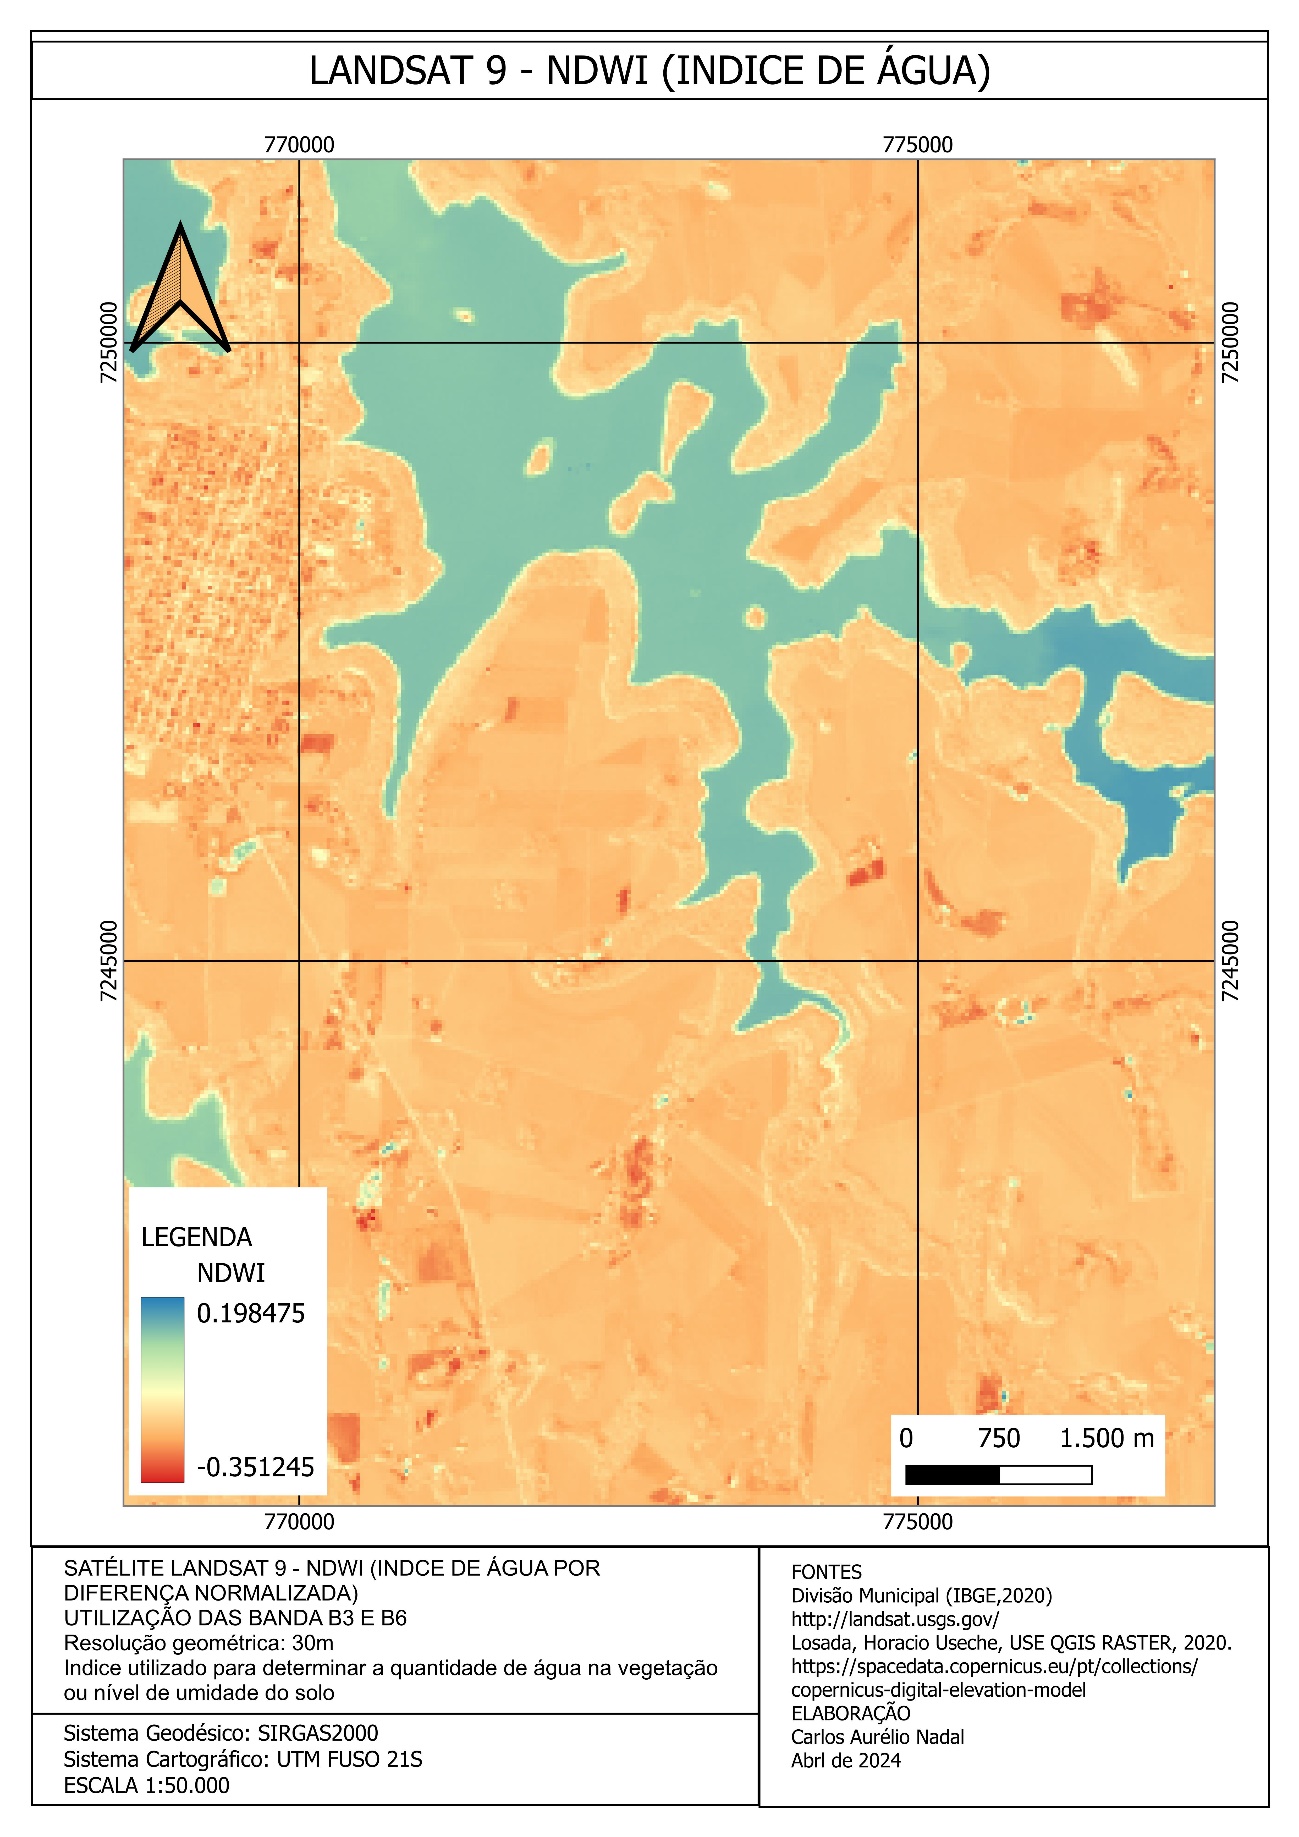 LANDSAT 9 - NDWI (INDICE DE ÁGUA)
770000
775000
7250000
7250000
7245000
7245000
LEGENDA
NDWI
0.198475
-0.351245
0 750 1.500 m
770000
775000
SATÉLITE LANDSAT 9 - NDWI (INDCE DE ÁGUA POR
DIFERENÇA NORMALIZADA)
UTILIZAÇÃO DAS BANDA B3 E B6
Resolução geométrica: 30m
Indice utilizado para determinar a quantidade de água na vegetação
ou nível de umidade do solo
Sistema Geodésico: SIRGAS2000
Sistema Cartográfico: UTM FUSO 21S
ESCALA 1:50.000
FONTES
Divisão Municipal (IBGE,2020)
http://landsat.usgs.gov/
Losada, Horacio Useche, USE QGIS RASTER, 2020.
https://spacedata.copernicus.eu/pt/collections/
copernicus-digital-elevation-model
ELABORAÇÃO
Carlos Aurélio Nadal
Abrl de 2024